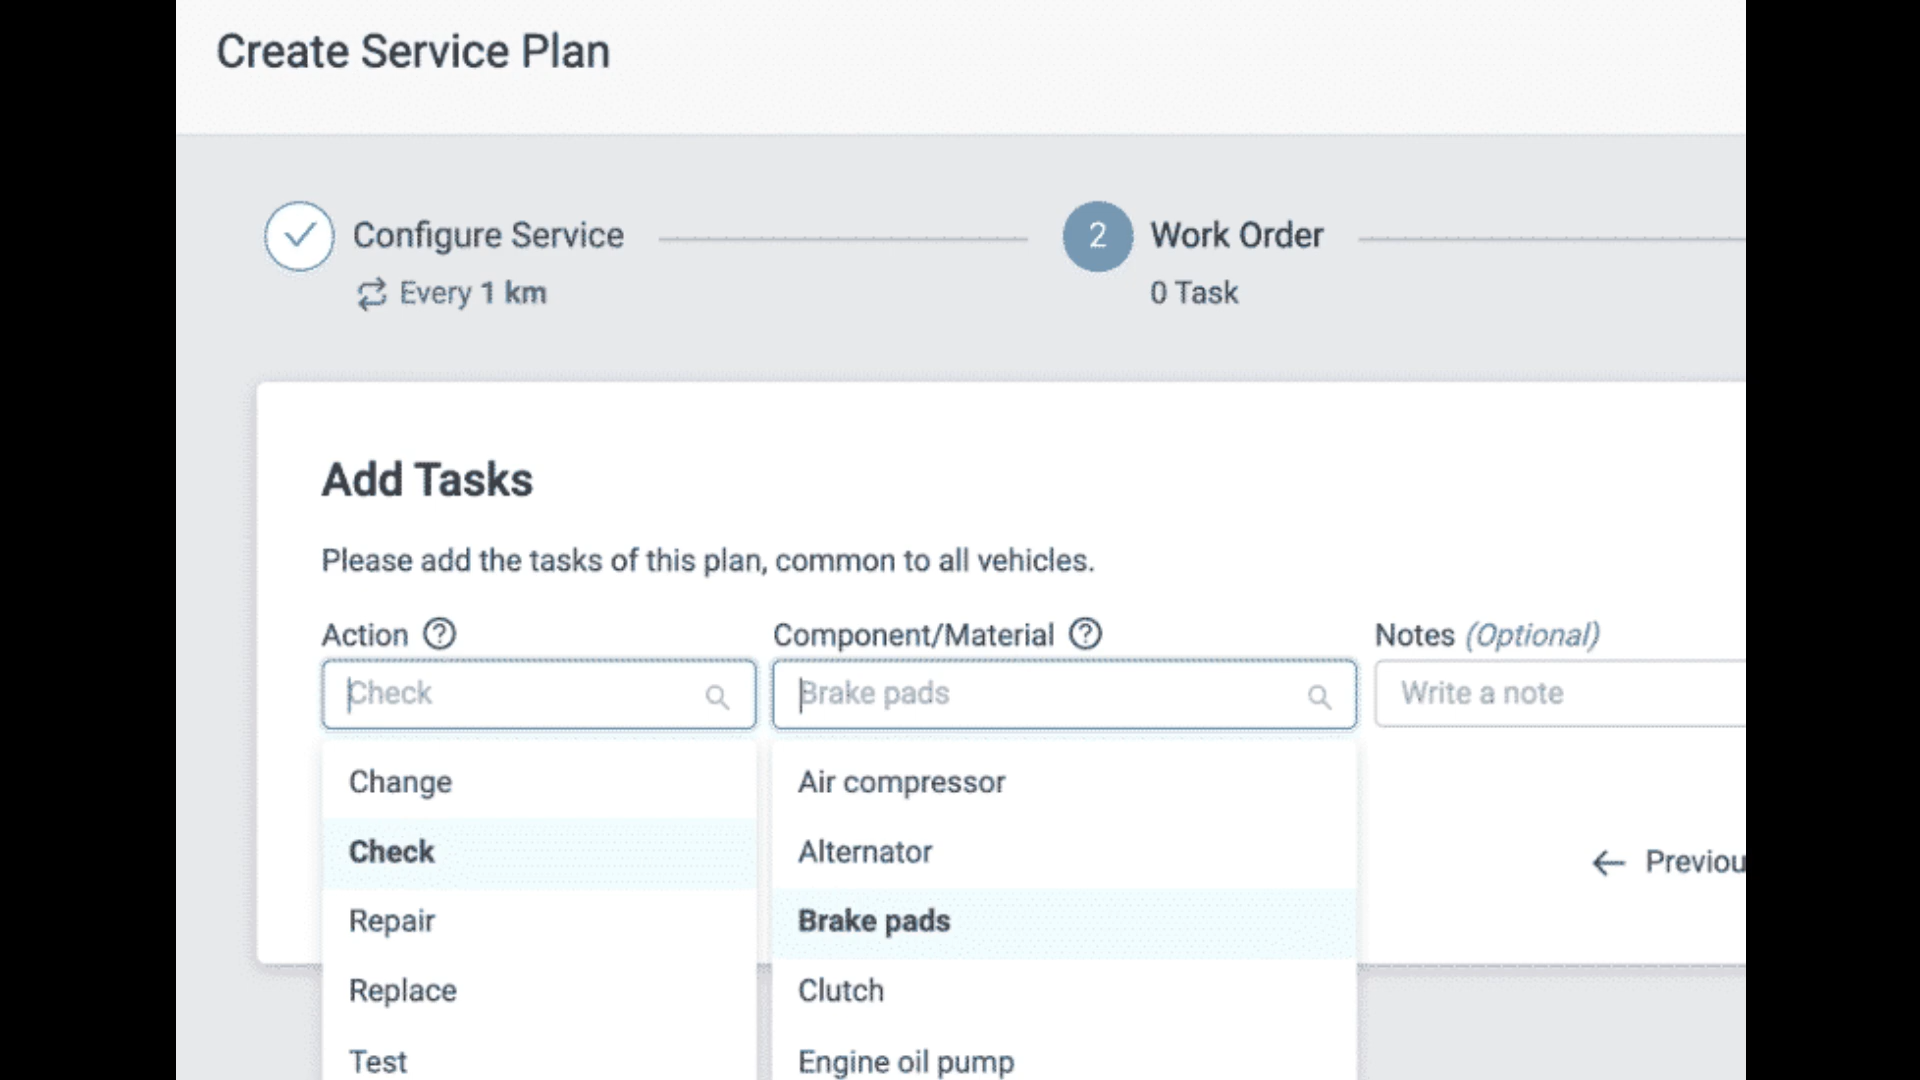 Create Service Plan
Configure Service
Every 1 km
2 Work Order
0 Task
Add Tasks
Please add the tasks of this plan, common to all vehicles.
Action ? Component/Material ? Notes (Optional)
Check Brake pads Write a note
Change Air compressor
Check Alternator
Repair Brake pads
Replace Clutch
Test Engine oil pump
← Previou